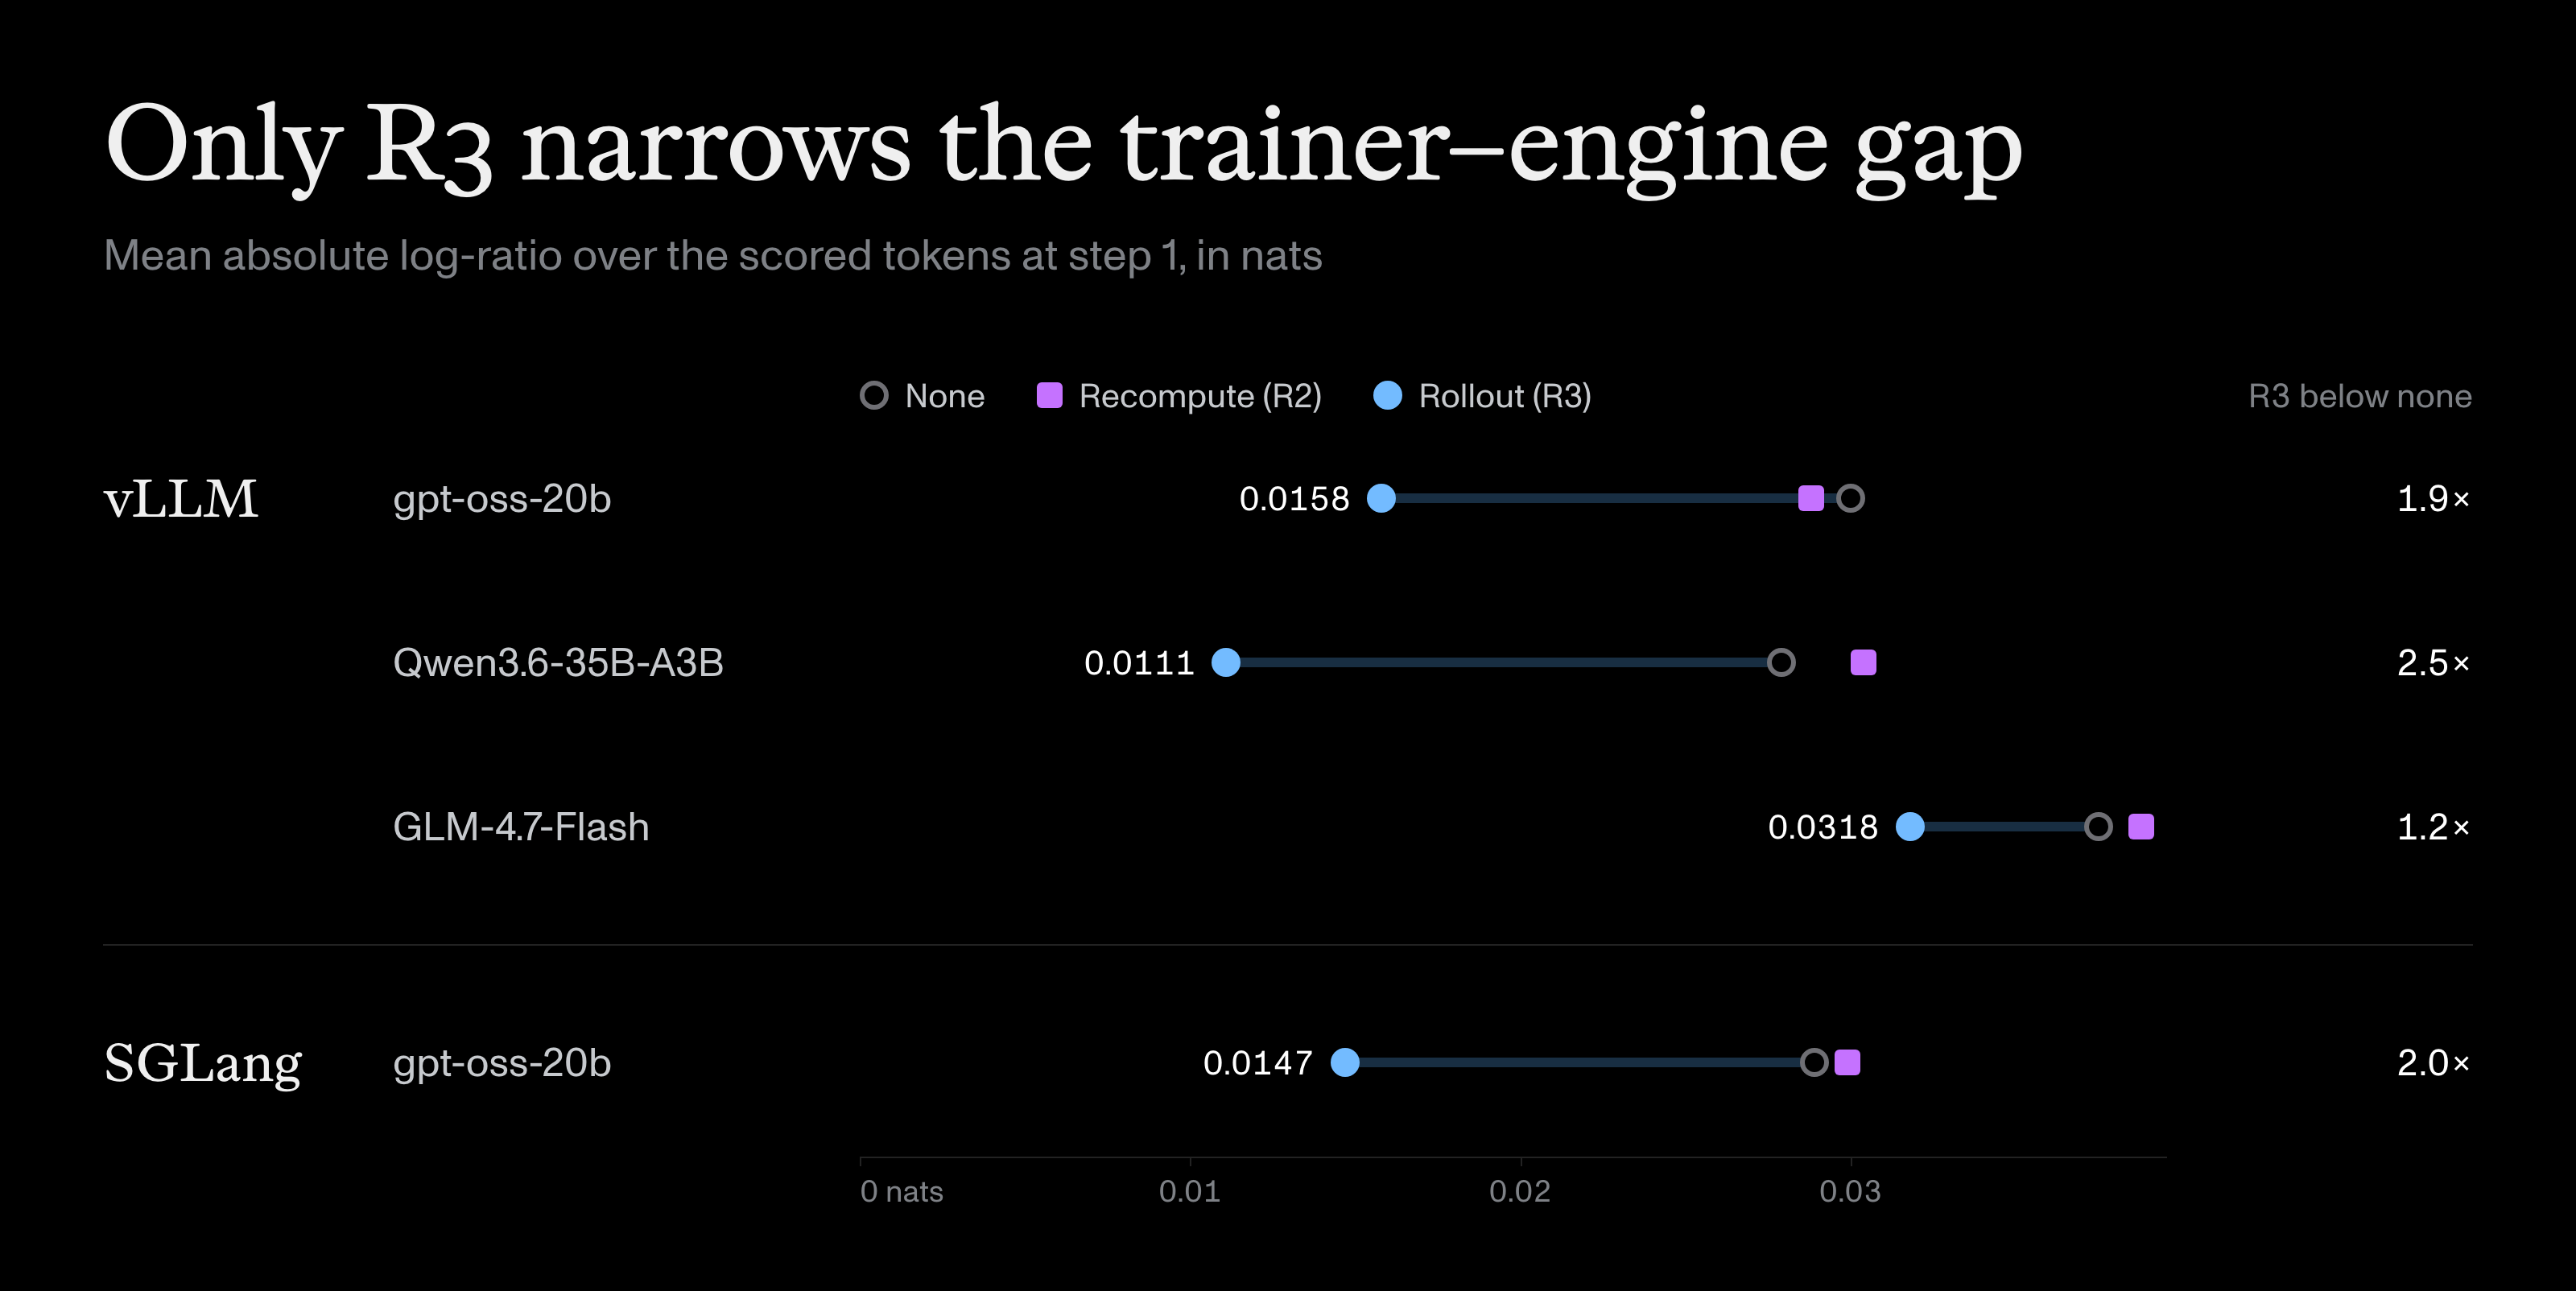 Only R3 narrows the trainer–engine gap
Mean absolute log-ratio over the scored tokens at step 1, in nats
None Recompute (R2) Rollout (R3) R3 below none
vLLM gpt-oss-20b 0.0158 1.9×
Qwen3.6-35B-A3B 0.0111 2.5×
GLM-4.7-Flash 0.0318 1.2×
SGLang gpt-oss-20b 0.0147 2.0×
0 nats 0.01 0.02 0.03